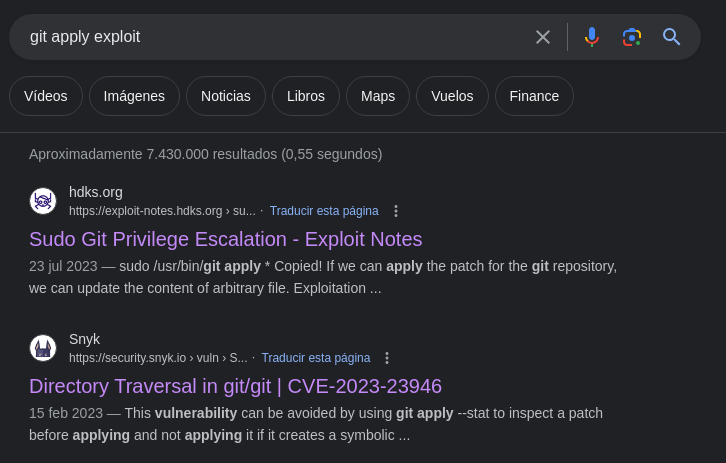 git apply exploit
Vídeos Imágenes Noticias Libros Maps Vuelos Finance
Aproximadamente 7.430.000 resultados (0,55 segundos)
hdks.org
https://exploit-notes.hdks.org › su... · Traducir esta página
Sudo Git Privilege Escalation - Exploit Notes
23 jul 2023 — sudo /usr/bin/git apply * Copied! If we can apply the patch for the git repository,
we can update the content of arbitrary file. Exploitation ...
Snyk
https://security.snyk.io › vuln › S... · Traducir esta página
Directory Traversal in git/git | CVE-2023-23946
15 feb 2023 — This vulnerability can be avoided by using git apply --stat to inspect a patch
before applying and not applying it if it creates a symbolic ...